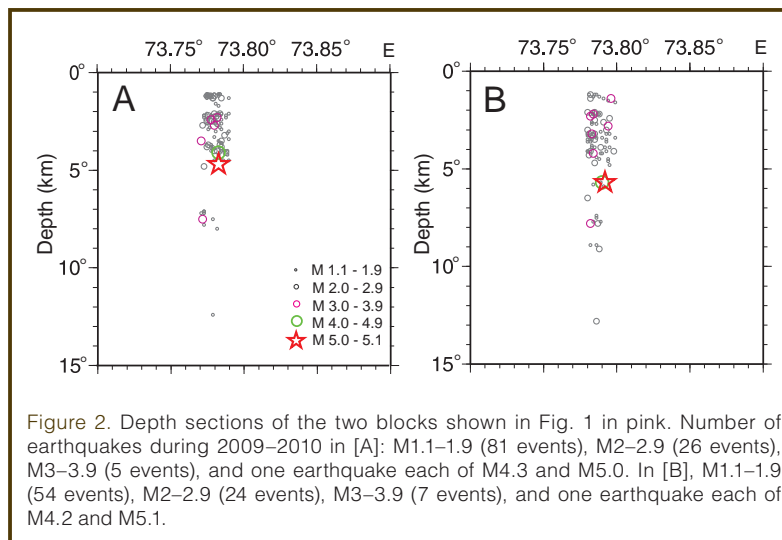 73.75° 73.80° 73.85° E
73.75° 73.80° 73.85° E
0°
A
5°
10°
15°
Depth (km)
M 1.1 - 1.9
M 2.0 - 2.9
M 3.0 - 3.9
M 4.0 - 4.9
M 5.0 - 5.1
0°
B
5°
10°
15°
Depth (km)
Figure 2. Depth sections of the two blocks shown in Fig. 1 in pink. Number of
earthquakes during 2009–2010 in [A]: M1.1–1.9 (81 events), M2–2.9 (26 events),
M3–3.9 (5 events), and one earthquake each of M4.3 and M5.0. In [B], M1.1–1.9
(54 events), M2–2.9 (24 events), M3–3.9 (7 events), and one earthquake each of
M4.2 and M5.1.